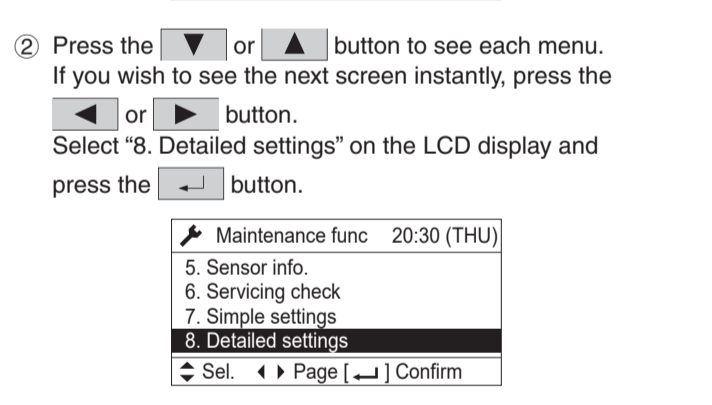 ② Press the ▼ or ▲ button to see each menu.
If you wish to see the next screen instantly, press the
◀ or ▶ button.
Select “8. Detailed settings” on the LCD display and
press the ↵ button.
Maintenance func 20:30 (THU)
5. Sensor info.
6. Servicing check
7. Simple settings
8. Detailed settings
Sel. Page [ ↵ ] Confirm